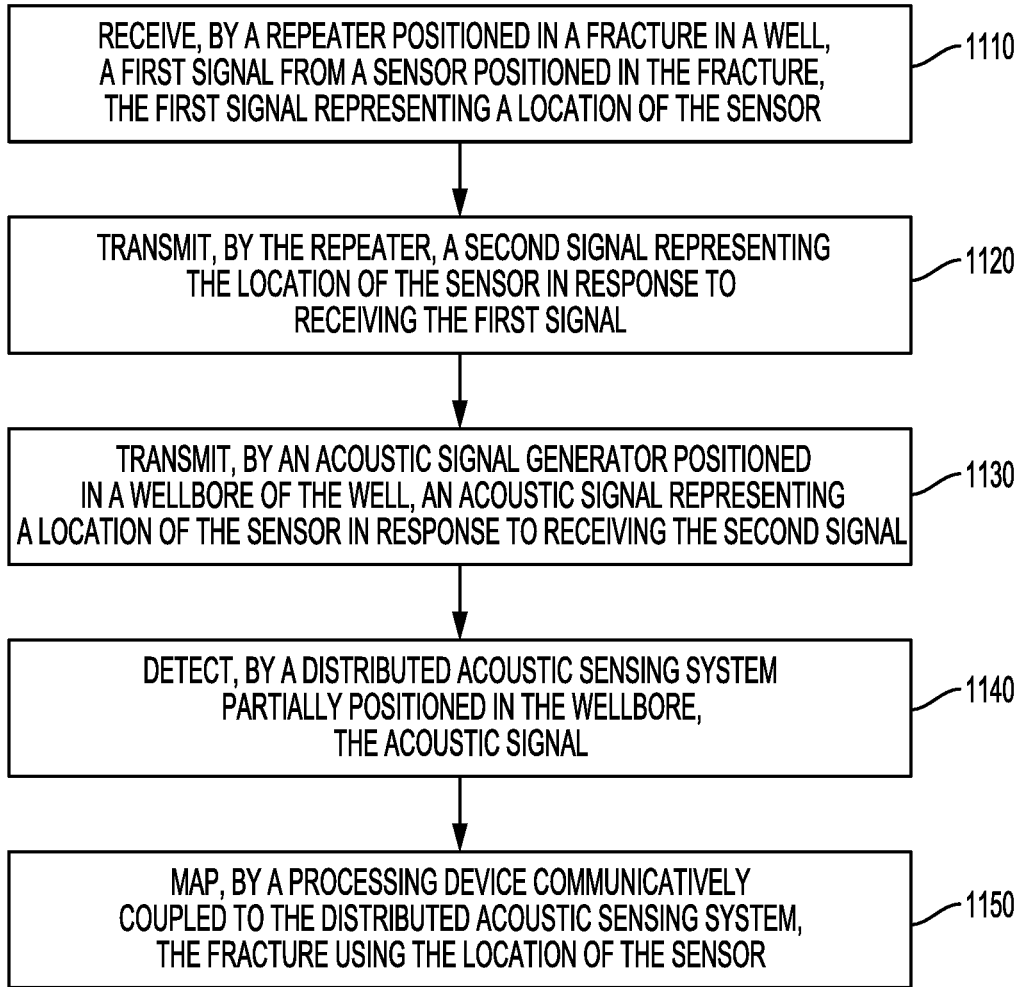 RECEIVE, BY A REPEATER POSITIONED IN A FRACTURE IN A WELL,
A FIRST SIGNAL FROM A SENSOR POSITIONED IN THE FRACTURE,
THE FIRST SIGNAL REPRESENTING A LOCATION OF THE SENSOR
1110
TRANSMIT, BY THE REPEATER, A SECOND SIGNAL REPRESENTING
THE LOCATION OF THE SENSOR IN RESPONSE TO
RECEIVING THE FIRST SIGNAL
1120
TRANSMIT, BY AN ACOUSTIC SIGNAL GENERATOR POSITIONED
IN A WELLBORE OF THE WELL, AN ACOUSTIC SIGNAL REPRESENTING
A LOCATION OF THE SENSOR IN RESPONSE TO RECEIVING THE SECOND SIGNAL
1130
DETECT, BY A DISTRIBUTED ACOUSTIC SENSING SYSTEM
PARTIALLY POSITIONED IN THE WELLBORE,
THE ACOUSTIC SIGNAL
1140
MAP, BY A PROCESSING DEVICE COMMUNICATIVELY
COUPLED TO THE DISTRIBUTED ACOUSTIC SENSING SYSTEM,
THE FRACTURE USING THE LOCATION OF THE SENSOR
1150